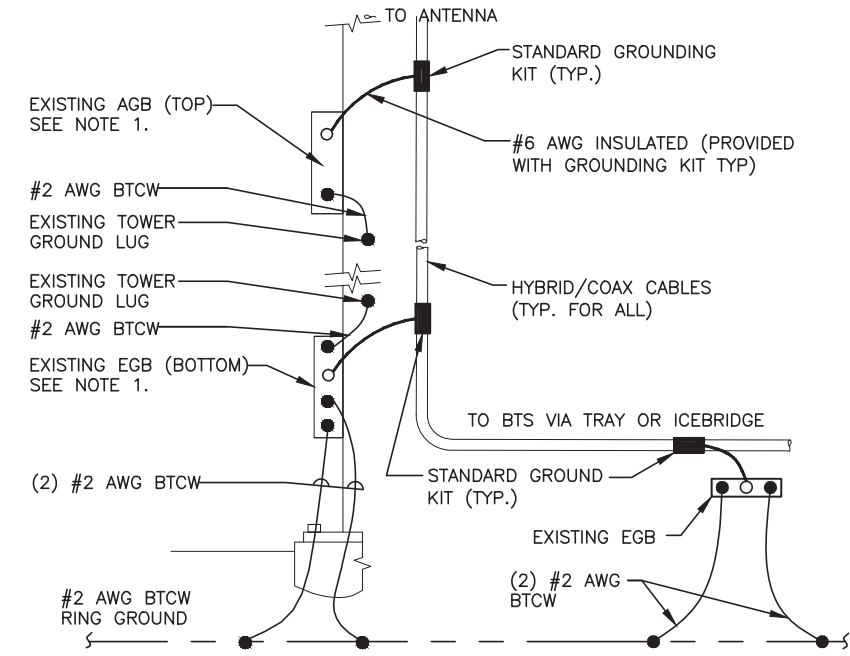 TO ANTENNA
STANDARD GROUNDING
KIT (TYP.)
EXISTING AGB (TOP)
SEE NOTE 1.
#6 AWG INSULATED (PROVIDED
WITH GROUNDING KIT TYP)
#2 AWG BTCW
EXISTING TOWER
GROUND LUG
EXISTING TOWER
GROUND LUG
HYBRID/COAX CABLES
(TYP. FOR ALL)
#2 AWG BTCW
EXISTING EGB (BOTTOM)
SEE NOTE 1.
TO BTS VIA TRAY OR ICEBRIDGE
(2) #2 AWG BTCW
STANDARD GROUND
KIT (TYP.)
EXISTING EGB
(2) #2 AWG
BTCW
#2 AWG BTCW
RING GROUND